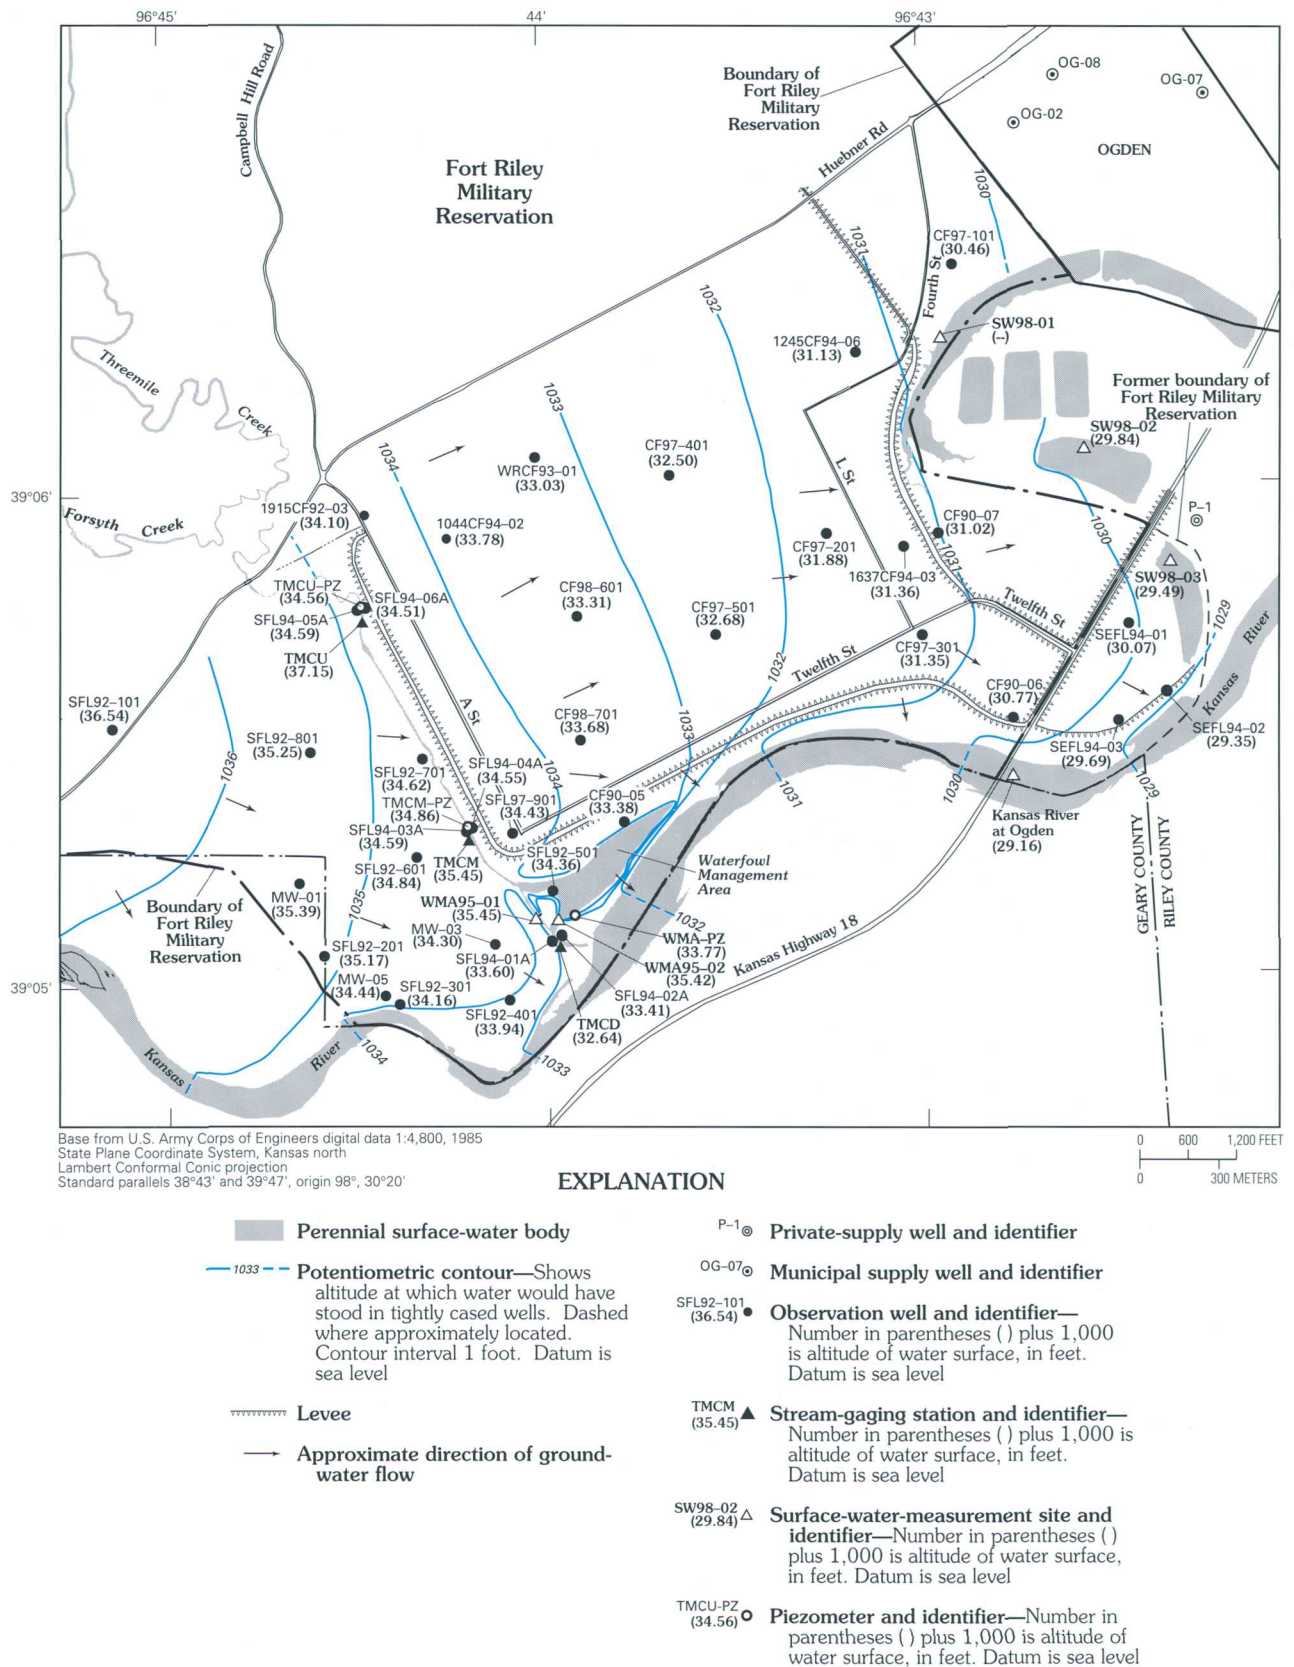 96°45'
44'
96°43'
Campbell Hill Road
Boundary of
Fort Riley
Military
Reservation
OG-08
OG-07
OG-02
OGDEN
Huebner Rd
Fort Riley
Military
Reservation
1030
1031
CF97-101
(30.46)
Fourth St
1032
SW98-01
(--)
1245CF94-06
(31.13)
Threemile
Creek
Former boundary of
Fort Riley Military
Reservation
1033
SW98-02
(29.84)
1034
CF97-401
(32.50)
WRCF93-01
(33.03)
L St
39°06'
Forsyth Creek
1915CF92-03
(34.10)
1044CF94-02
(33.78)
P-1
CF90-07
(31.02)
1030
CF97-201
(31.88)
1031
1637CF94-03
(31.36)
SW98-03
(29.49)
TMCU-PZ
(34.56)
SFL94-06A
(34.51)
SFL94-05A
(34.59)
CF98-601
(33.31)
CF97-501
(32.68)
Twelfth St
1029
River
TMCU
(37.15)
SEFL94-01
(30.07)
CF97-301
(31.35)
Twelfth St
1032
CF90-06
(30.77)
Kansas
SFL92-101
(36.54)
A St
CF98-701
(33.68)
1033
SEFL94-02
(29.35)
SFL92-801
(35.25)
SEFL94-03
(29.69)
1036
SFL92-701
(34.62)
SFL94-04A
(34.55)
1034
1029
TMCM-PZ
(34.86)
SFL97-901
(34.43)
CF90-05
(33.38)
1031
1030
SFL94-03A
(34.59)
Kansas River
at Ogden
(29.16)
SFL92-601
(34.84)
TMCM
(35.45)
SFL92-501
(34.36)
Waterfowl
Management
Area
GEARY COUNTY
RILEY COUNTY
MW-01
(35.39)
1035
WMA95-01
(35.45)
Boundary of
Fort Riley
Military
Reservation
MW-03
(34.30)
1032
WMA-PZ
(33.77)
SFL92-201
(35.17)
SFL94-01A
(33.60)
WMA95-02
(35.42)
Kansas Highway 18
39°05'
MW-05
(34.44)
SFL92-301
(34.16)
SFL94-02A
(33.41)
SFL92-401
(33.94)
TMCD
(32.64)
Kansas
River
1034
1033
Base from U.S. Army Corps of Engineers digital data 1:4,800, 1985
State Plane Coordinate System, Kansas north
Lambert Conformal Conic projection
Standard parallels 38°43' and 39°47', origin 98°, 30°20'
0 600 1,200 FEET
0 300 METERS
EXPLANATION
Perennial surface-water body
1033 Potentiometric contour—Shows
altitude at which water would have
stood in tightly cased wells. Dashed
where approximately located.
Contour interval 1 foot. Datum is
sea level
Levee
Approximate direction of ground-
water flow
P-1 Private-supply well and identifier
OG-07 Municipal supply well and identifier
SFL92-101
(36.54) Observation well and identifier—
Number in parentheses ( ) plus 1,000
is altitude of water surface, in feet.
Datum is sea level
TMCM
(35.45) Stream-gaging station and identifier—
Number in parentheses ( ) plus 1,000 is
altitude of water surface, in feet.
Datum is sea level
SW98-02
(29.84) Surface-water-measurement site and
identifier—Number in parentheses ( )
plus 1,000 is altitude of water surface,
in feet. Datum is sea level
TMCU-PZ
(34.56) Piezometer and identifier—Number in
parentheses ( ) plus 1,000 is altitude of
water surface, in feet. Datum is sea level